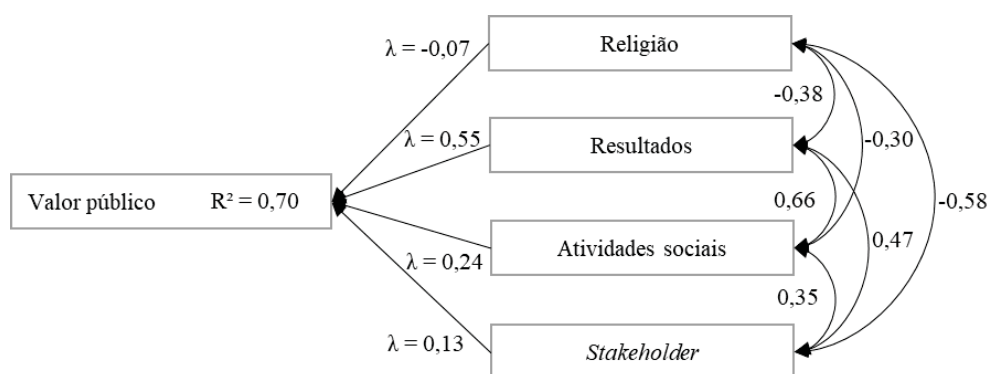 λ = -0,07
Religião
-0,38
λ = 0,55
Resultados
-0,30
Valor público R² = 0,70
0,66
-0,58
λ = 0,24
Atividades sociais
0,47
0,35
λ = 0,13
Stakeholder